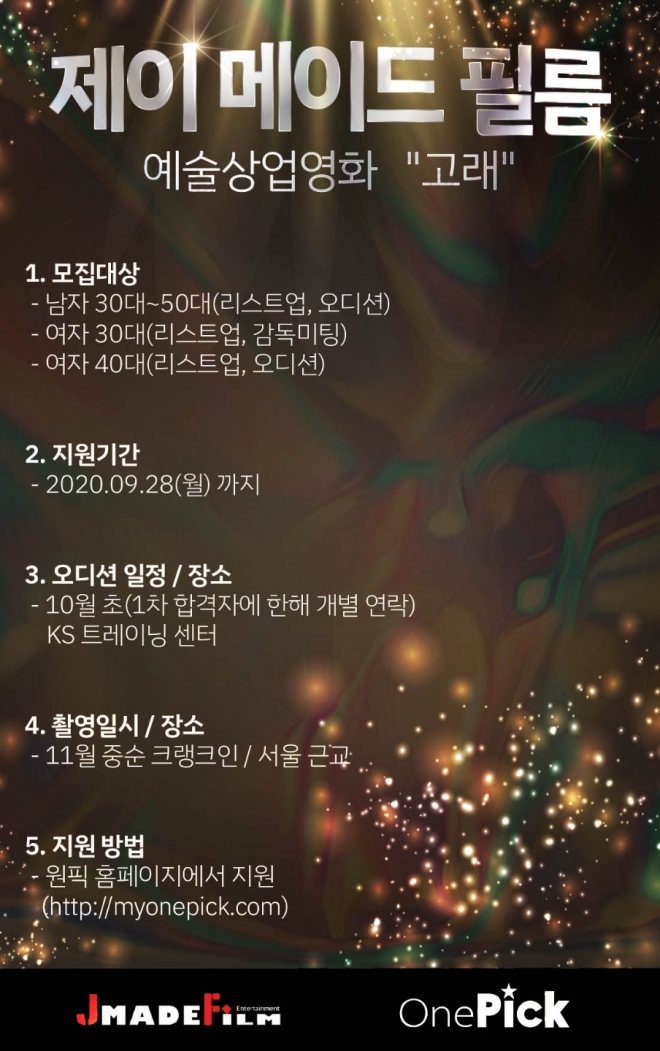 제이 메이드 필름
예술상업영화 "고래"
1. 모집대상
- 남자 30대~50대(리스트업, 오디션)
- 여자 30대(리스트업, 감독미팅)
- 여자 40대(리스트업, 오디션)
2. 지원기간
- 2020.09.28(월) 까지
3. 오디션 일정 / 장소
- 10월 초(1차 합격자에 한해 개별 연락)
KS 트레이닝 센터
4. 촬영일시 / 장소
- 11월 중순 크랭크인 / 서울 근교
5. 지원 방법
- 원픽 홈페이지에서 지원
(http://myonepick.com)
JMADEFiLM Entertainment
OnePick